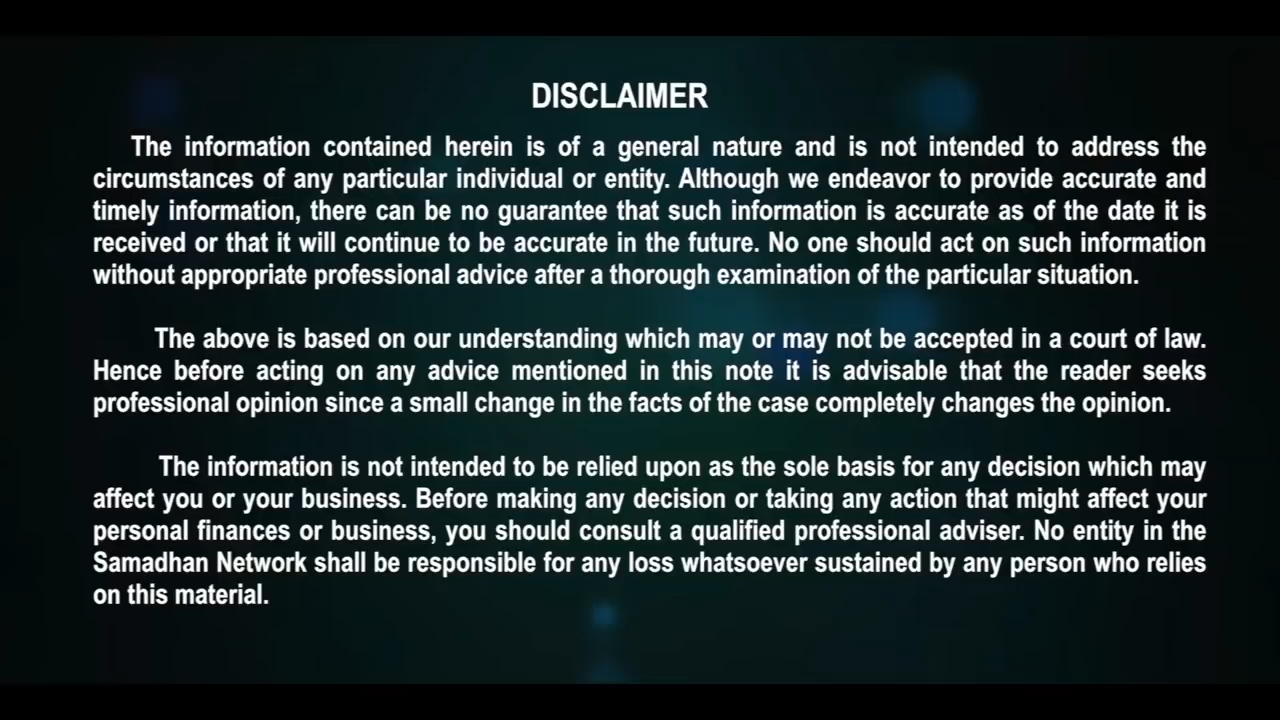 DISCLAIMER
The information contained herein is of a general nature and is not intended to address the
circumstances of any particular individual or entity. Although we endeavor to provide accurate and
timely information, there can be no guarantee that such information is accurate as of the date it is
received or that it will continue to be accurate in the future. No one should act on such information
without appropriate professional advice after a thorough examination of the particular situation.
The above is based on our understanding which may or may not be accepted in a court of law.
Hence before acting on any advice mentioned in this note it is advisable that the reader seeks
professional opinion since a small change in the facts of the case completely changes the opinion.
The information is not intended to be relied upon as the sole basis for any decision which may
affect you or your business. Before making any decision or taking any action that might affect your
personal finances or business, you should consult a qualified professional adviser. No entity in the
Samadhan Network shall be responsible for any loss whatsoever sustained by any person who relies
on this material.